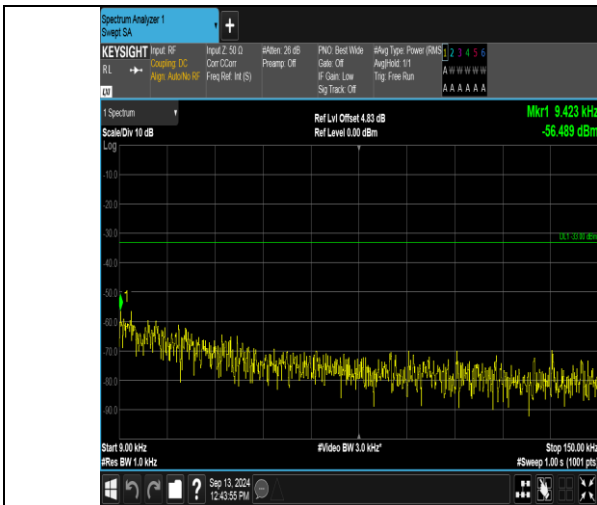 Spectrum Analyzer 1
Swept SA
+
KEYSIGHT
RL
LXI
Input: RF
Coupling: DC
Align: Auto/No RF
Input Z: 50 Ω
Corr CCorr
Freq Ref: Int (S)
#Atten: 26 dB
Preamp: Off
PNO: Best Wide
Gate: Off
IF Gain: Low
Sig Track: Off
#Avg Type: Power (RMS
Avg|Hold: 1/1
Trig: Free Run
1 2 3 4 5 6
A W W W W W
A A A A A A
1 Spectrum
Scale/Div 10 dB
Log
Ref Lvl Offset 4.83 dB
Ref Level 0.00 dBm
Mkr1 9.423 kHz
-56.489 dBm
-10.0
-20.0
-30.0
DL1 -33.00 dBm
-40.0
-50.0
1
-60.0
-70.0
-80.0
-90.0
Start 9.00 kHz
#Video BW 3.0 kHz*
Stop 150.00 kHz
#Res BW 1.0 kHz
#Sweep 1.00 s (1001 pts)
?
Sep 13, 2024
12:43:55 PM